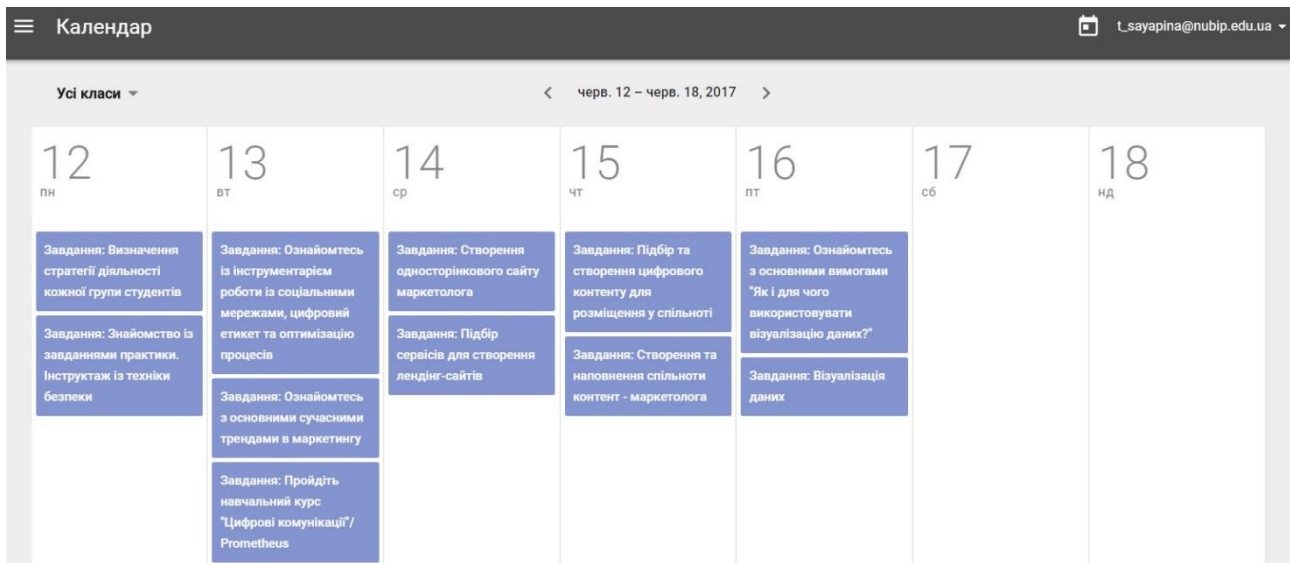 Календар
t_sayapina@nubip.edu.ua
Усі класи
черв. 12 – черв. 18, 2017
12
пн
Завдання: Визначення
стратегії діяльності
кожної групи студентів
Завдання: Знайомство із
завданнями практики.
Інструктаж із техніки
безпеки
13
вт
Завдання: Ознайомтесь
із інструментарієм
роботи із соціальними
мережами, цифровий
етикет та оптимізацію
процесів
Завдання: Ознайомтесь
з основними сучасними
трендами в маркетингу
Завдання: Пройдіть
навчальний курс
"Цифрові комунікації"/
Prometheus
14
ср
Завдання: Створення
односторінкового сайту
маркетолога
Завдання: Підбір
сервісів для створення
лендінг-сайтів
15
чт
Завдання: Підбір та
створення цифрового
контенту для
розміщення у спільноті
Завдання: Створення та
наповнення спільноти
контент - маркетолога
16
пт
Завдання: Ознайомтесь
з основними вимогами
"Як і для чого
використовувати
візуалізацію даних?"
Завдання: Візуалізація
даних
17
сб
18
нд